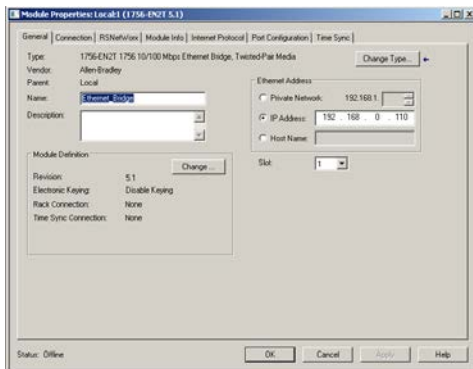 Module Properties: Local:1 (1756-EN2T 5.1)
General Connection RSNetWorx Module Info Internet Protocol Port Configuration Time Sync
Type: 1756-EN2T 1756 10/100 Mbps Ethernet Bridge, Twisted-Pair Media
Change Type...
Vendor: Allen-Bradley
Parent: Local
Name: Ethernet_Bridge
Description:
Ethernet Address
Private Network: 192.168.1.
IP Address: 192 . 168 . 0 . 110
Host Name:
Slot: 1
Module Definition
Change ...
Revision: 5.1
Electronic Keying: Disable Keying
Rack Connection: None
Time Sync Connection: None
Status: Offline
OK Cancel Apply Help